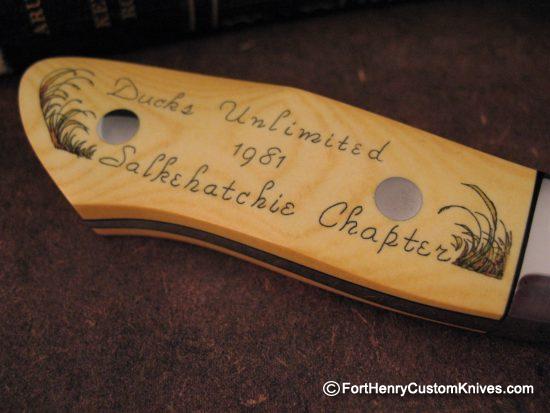 Ducks Unlimited
1981
Salkehatchie Chapter
©FortHenryCustomKnives.com.